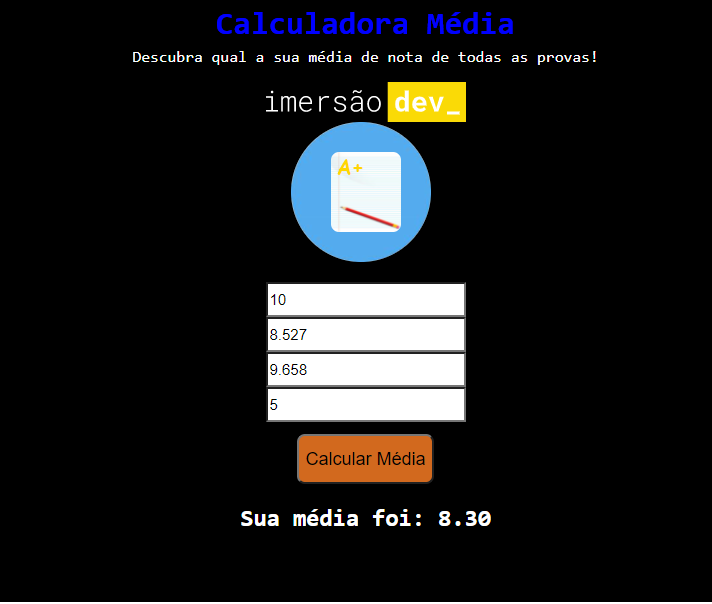 Calculadora Média
Descubra qual a sua média de nota de todas as provas!
imersão dev_
A+
10
8.527
9.658
5
Calcular Média
Sua média foi: 8.30